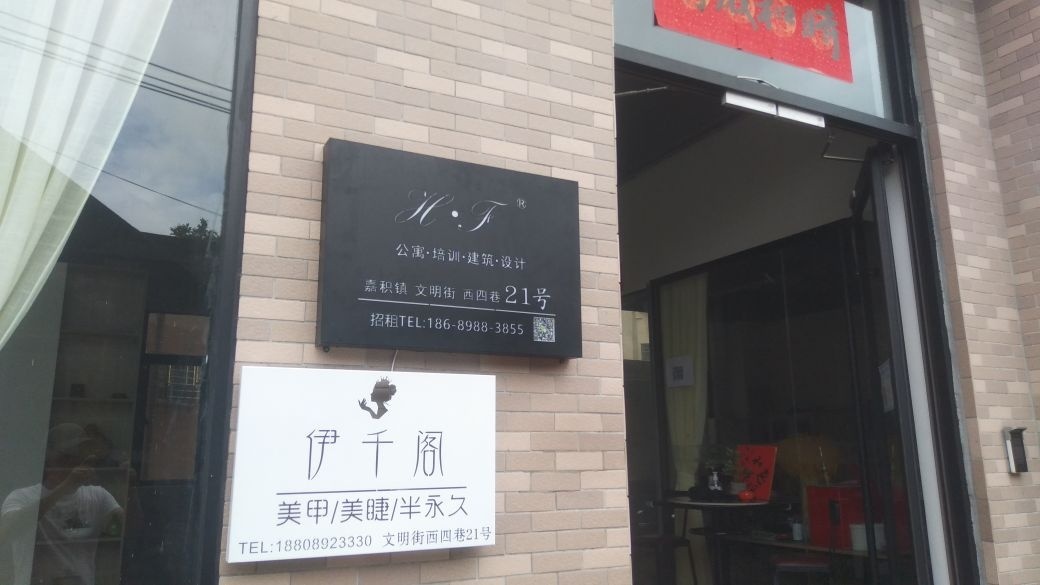 H·F®
公寓·培训·建筑·设计
嘉积镇 文明街 西四巷 21号
招租TEL:186-8988-3855
伊千阁
美甲/美睫/半永久
TEL:18808923330 文明街西四巷21号